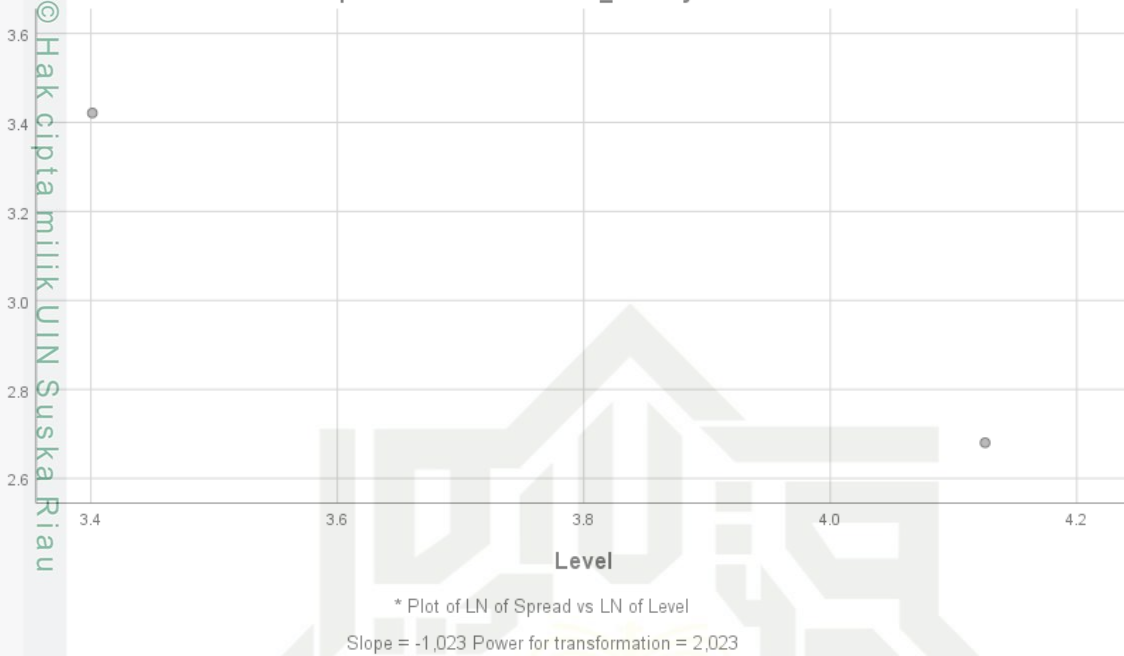 © Hak cipta milik UIN Suska Riau
3.6
3.4
3.2
3.0
2.8
2.6
3.4 3.6 3.8 4.0 4.2
Level
* Plot of LN of Spread vs LN of Level
Slope = -1,023 Power for transformation = 2,023